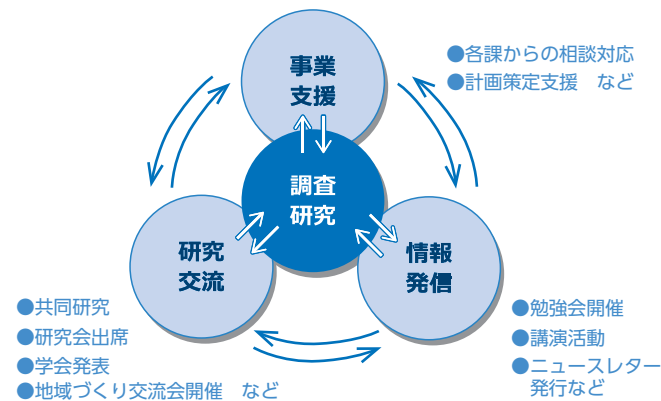 事業
支援
●各課からの相談対応
●計画策定支援　など
調査
研究
研究
交流
情報
発信
●共同研究
●研究会出席
●学会発表
●地域づくり交流会開催　など
●勉強会開催
●講演活動
●ニュースレター
発行など